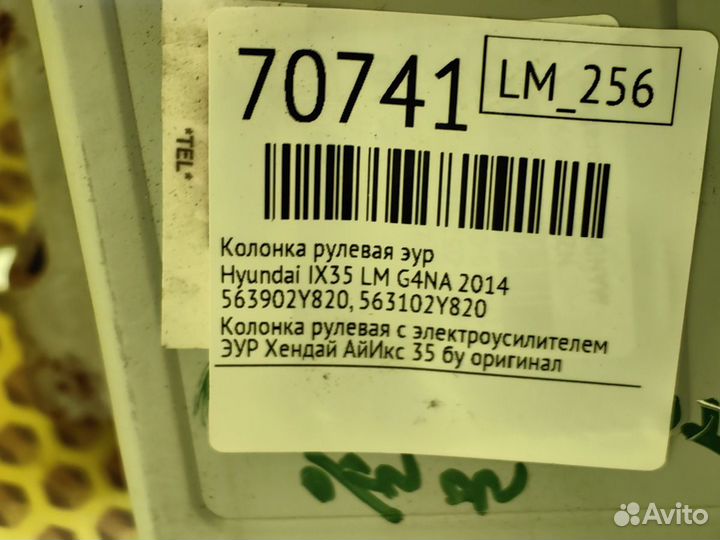 70741
LM_256
*TEL*
Колонка рулевая эур
Hyundai IX35 LM G4NA 2014
563902Y820, 563102Y820
Колонка рулевая с электроусилителем
ЭУР Хендай АйИкс 35 бу оригинал
Avito